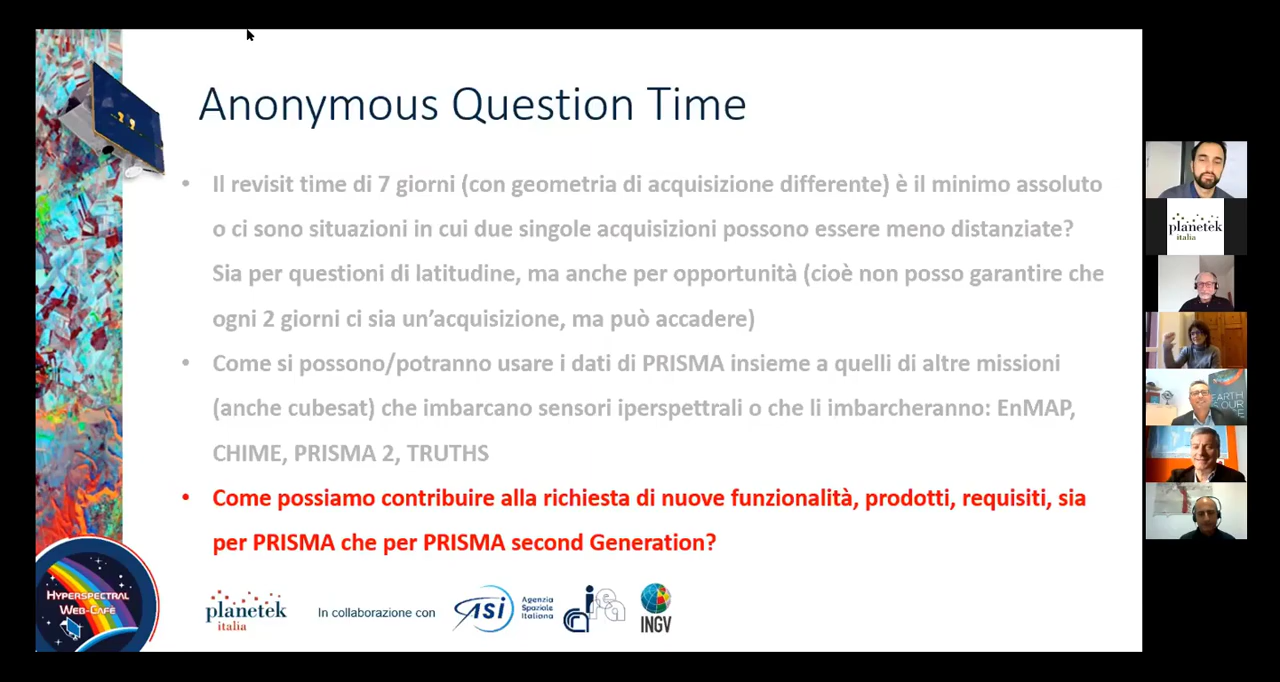 Anonymous Question Time
• Il revisit time di 7 giorni (con geometria di acquisizione differente) è il minimo assoluto
o ci sono situazioni in cui due singole acquisizioni possono essere meno distanziate?
Sia per questioni di latitudine, ma anche per opportunità (cioè non posso garantire che
ogni 2 giorni ci sia un'acquisizione, ma può accadere)
• Come si possono/potranno usare i dati di PRISMA insieme a quelli di altre missioni
(anche cubesat) che imbarcano sensori iperspettrali o che li imbarcheranno: EnMAP,
CHIME, PRISMA 2, TRUTHS
• Come possiamo contribuire alla richiesta di nuove funzionalità, prodotti, requisiti, sia
per PRISMA che per PRISMA second Generation?
HYPERSPECTRAL
WEB-CAFÈ
planetek
italia
In collaborazione con
ASI
Agenzia
Spaziale
Italiana
irea
INGV
planetek
italia